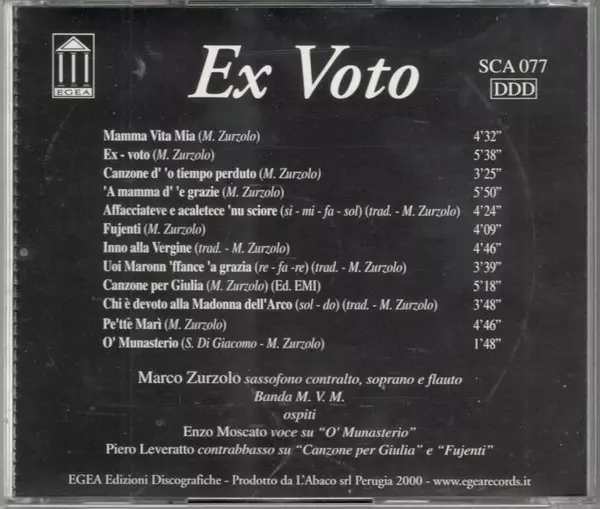 EGEA
Ex Voto
SCA 077
DDD
Mamma Vita Mia (M. Zurzolo) 4'32”
Ex - voto (M. Zurzolo) 5'38”
Canzone d' 'o tiempo perduto (M. Zurzolo) 3'25”
'A mamma d' 'e grazie (M. Zurzolo) 5'50”
Affacciateve e acaletece 'nu sciore (si - mi - fa - sol) (trad. - M. Zurzolo) 4'24”
Fujenti (M. Zurzolo) 4'09”
Inno alla Vergine (trad. - M. Zurzolo) 4'46”
Uoi Maronn 'ffance 'a grazia (re - fa -re) (trad. - M. Zurzolo) 3'39”
Canzone per Giulia (M. Zurzolo) (Ed. EMI) 5'18”
Chi è devoto alla Madonna dell'Arco (sol - do) (trad. - M. Zurzolo) 3'48”
Pe'ttè Marì (M. Zurzolo) 4'46”
O' Munasterio (S. Di Giacomo - M. Zurzolo) 1'48”
Marco Zurzolo sassofono contralto, soprano e flauto
Banda M. V. M.
ospiti
Enzo Moscato voce su “O' Munasterio”
Piero Leveratto contrabbasso su “Canzone per Giulia” e “Fujenti”
EGEA Edizioni Discografiche - Prodotto da L'Abaco srl Perugia 2000 - www.egearecords.it